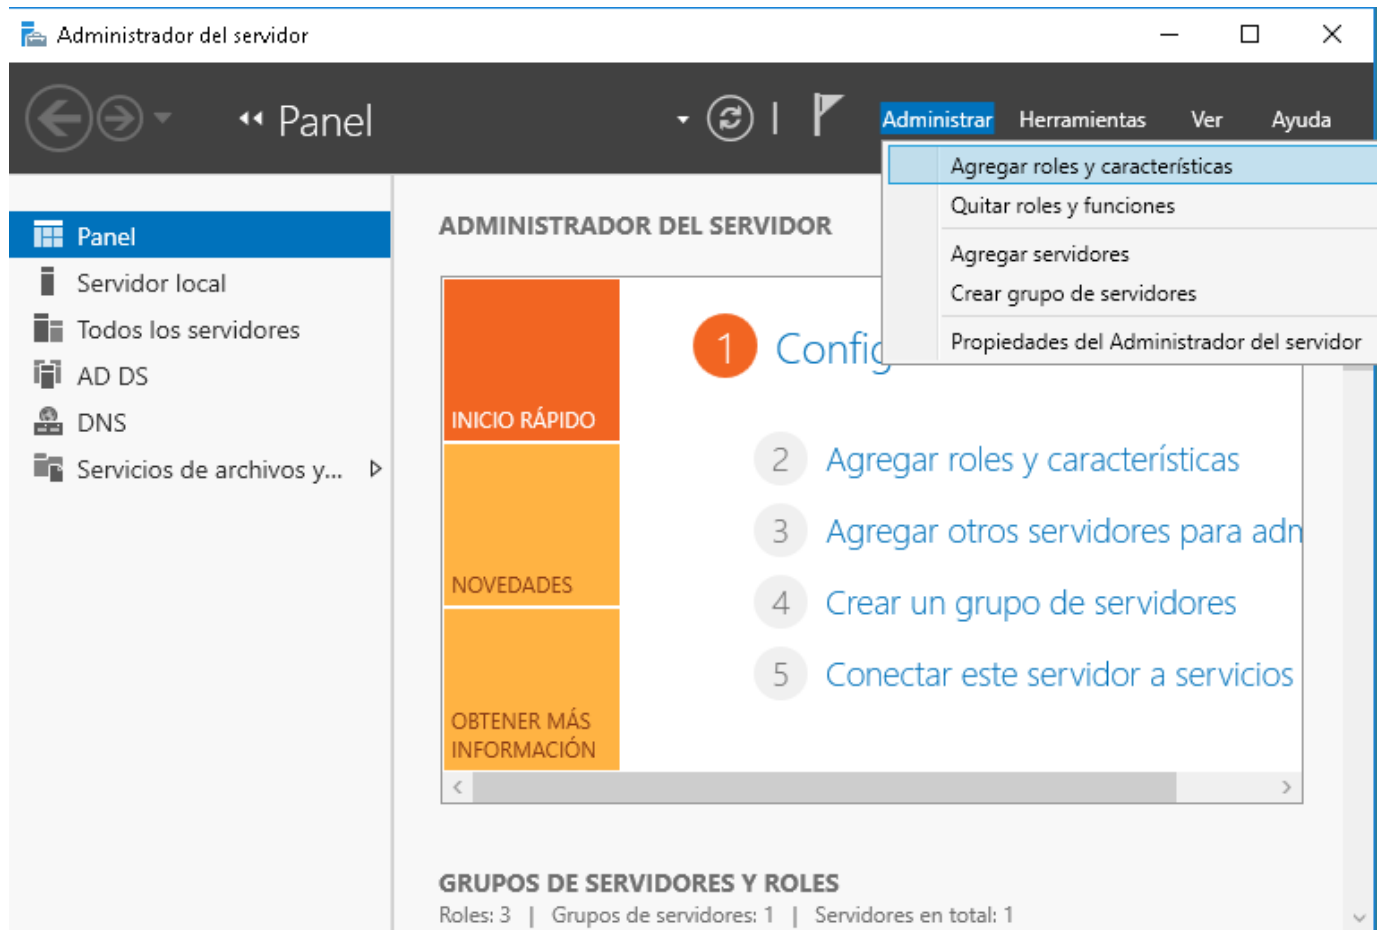 Administrador del servidor
Panel
Administrar Herramientas Ver Ayuda
Agregar roles y características
Quitar roles y funciones
Agregar servidores
Crear grupo de servidores
Propiedades del Administrador del servidor
Panel
Servidor local
Todos los servidores
AD DS
DNS
Servicios de archivos y...
ADMINISTRADOR DEL SERVIDOR
INICIO RÁPIDO
NOVEDADES
OBTENER MÁS
INFORMACIÓN
1 Config
2 Agregar roles y características
3 Agregar otros servidores para adn
4 Crear un grupo de servidores
5 Conectar este servidor a servicios
GRUPOS DE SERVIDORES Y ROLES
Roles: 3 | Grupos de servidores: 1 | Servidores en total: 1